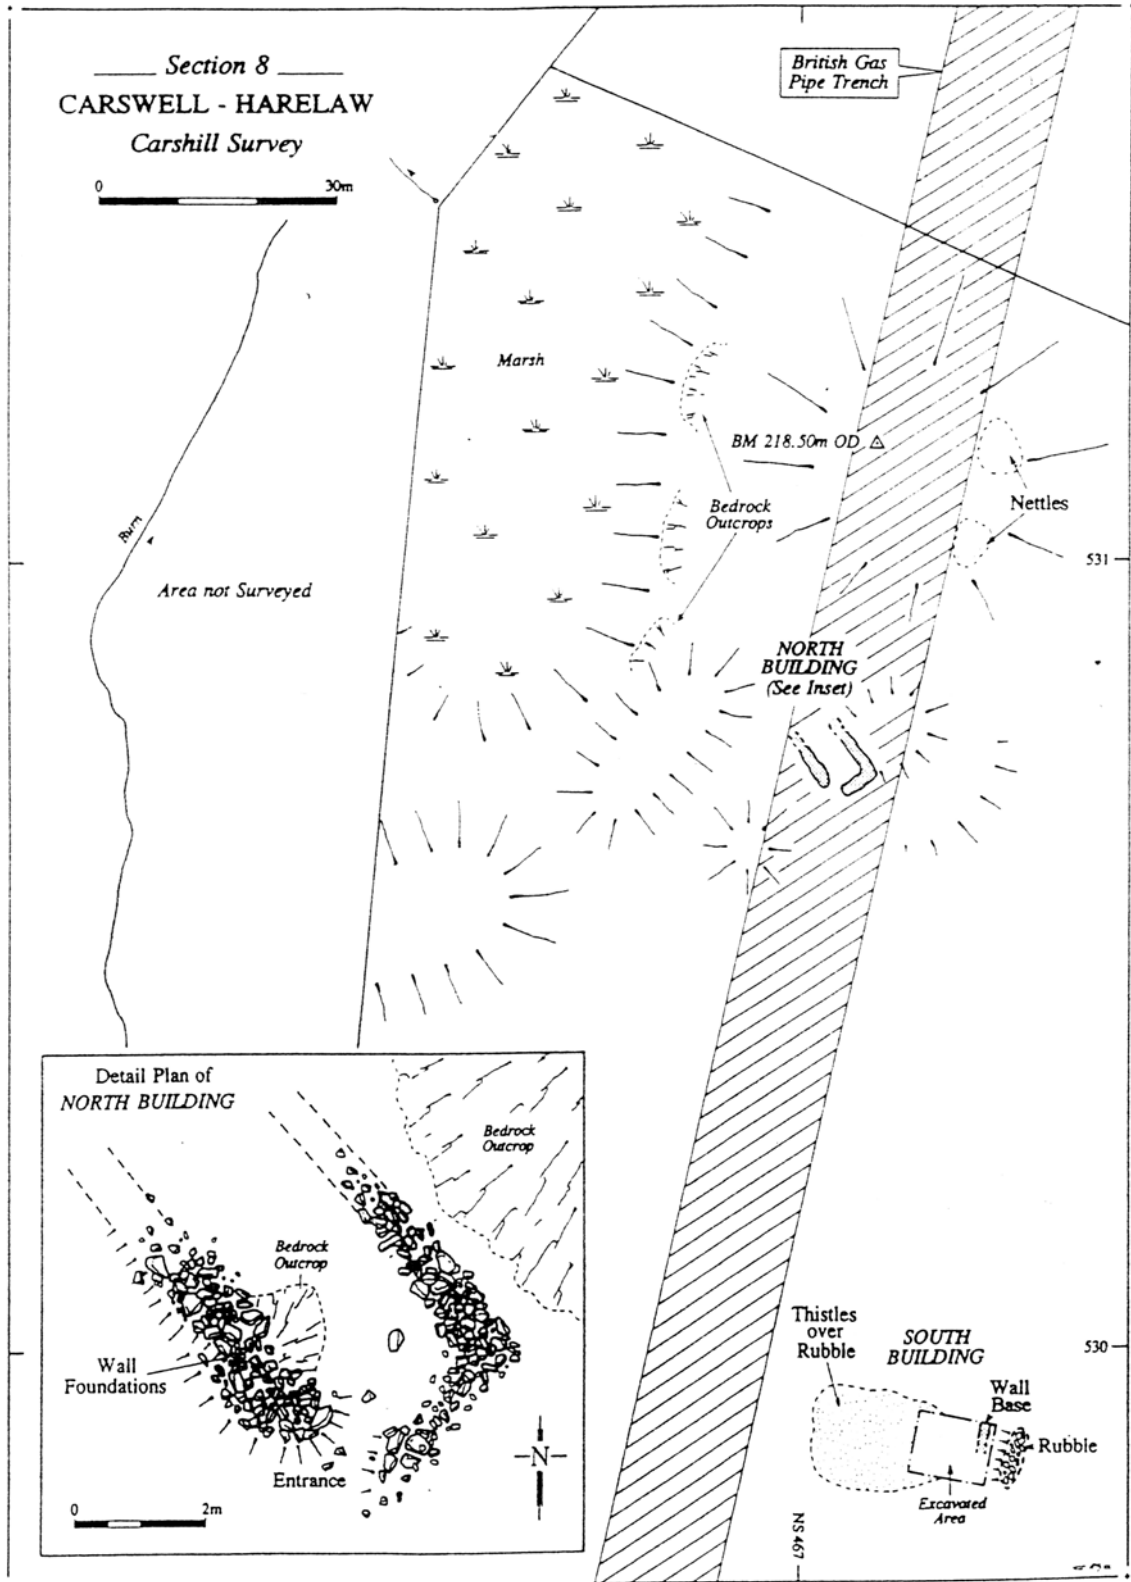 Section 8
CARSWELL - HARELAW
Carshill Survey
0 30m
British Gas
Pipe Trench
Marsh
BM 218.50m OD
Bedrock
Outcrops
Nettles
Burn
Area not Surveyed
531
NORTH
BUILDING
(See Inset)
Detail Plan of
NORTH BUILDING
Bedrock
Outcrop
Bedrock
Outcrop
Wall
Foundations
Entrance
N
0 2m
Thistles
over
Rubble
SOUTH
BUILDING
530
Wall
Base
Rubble
Excavated
Area
NS467